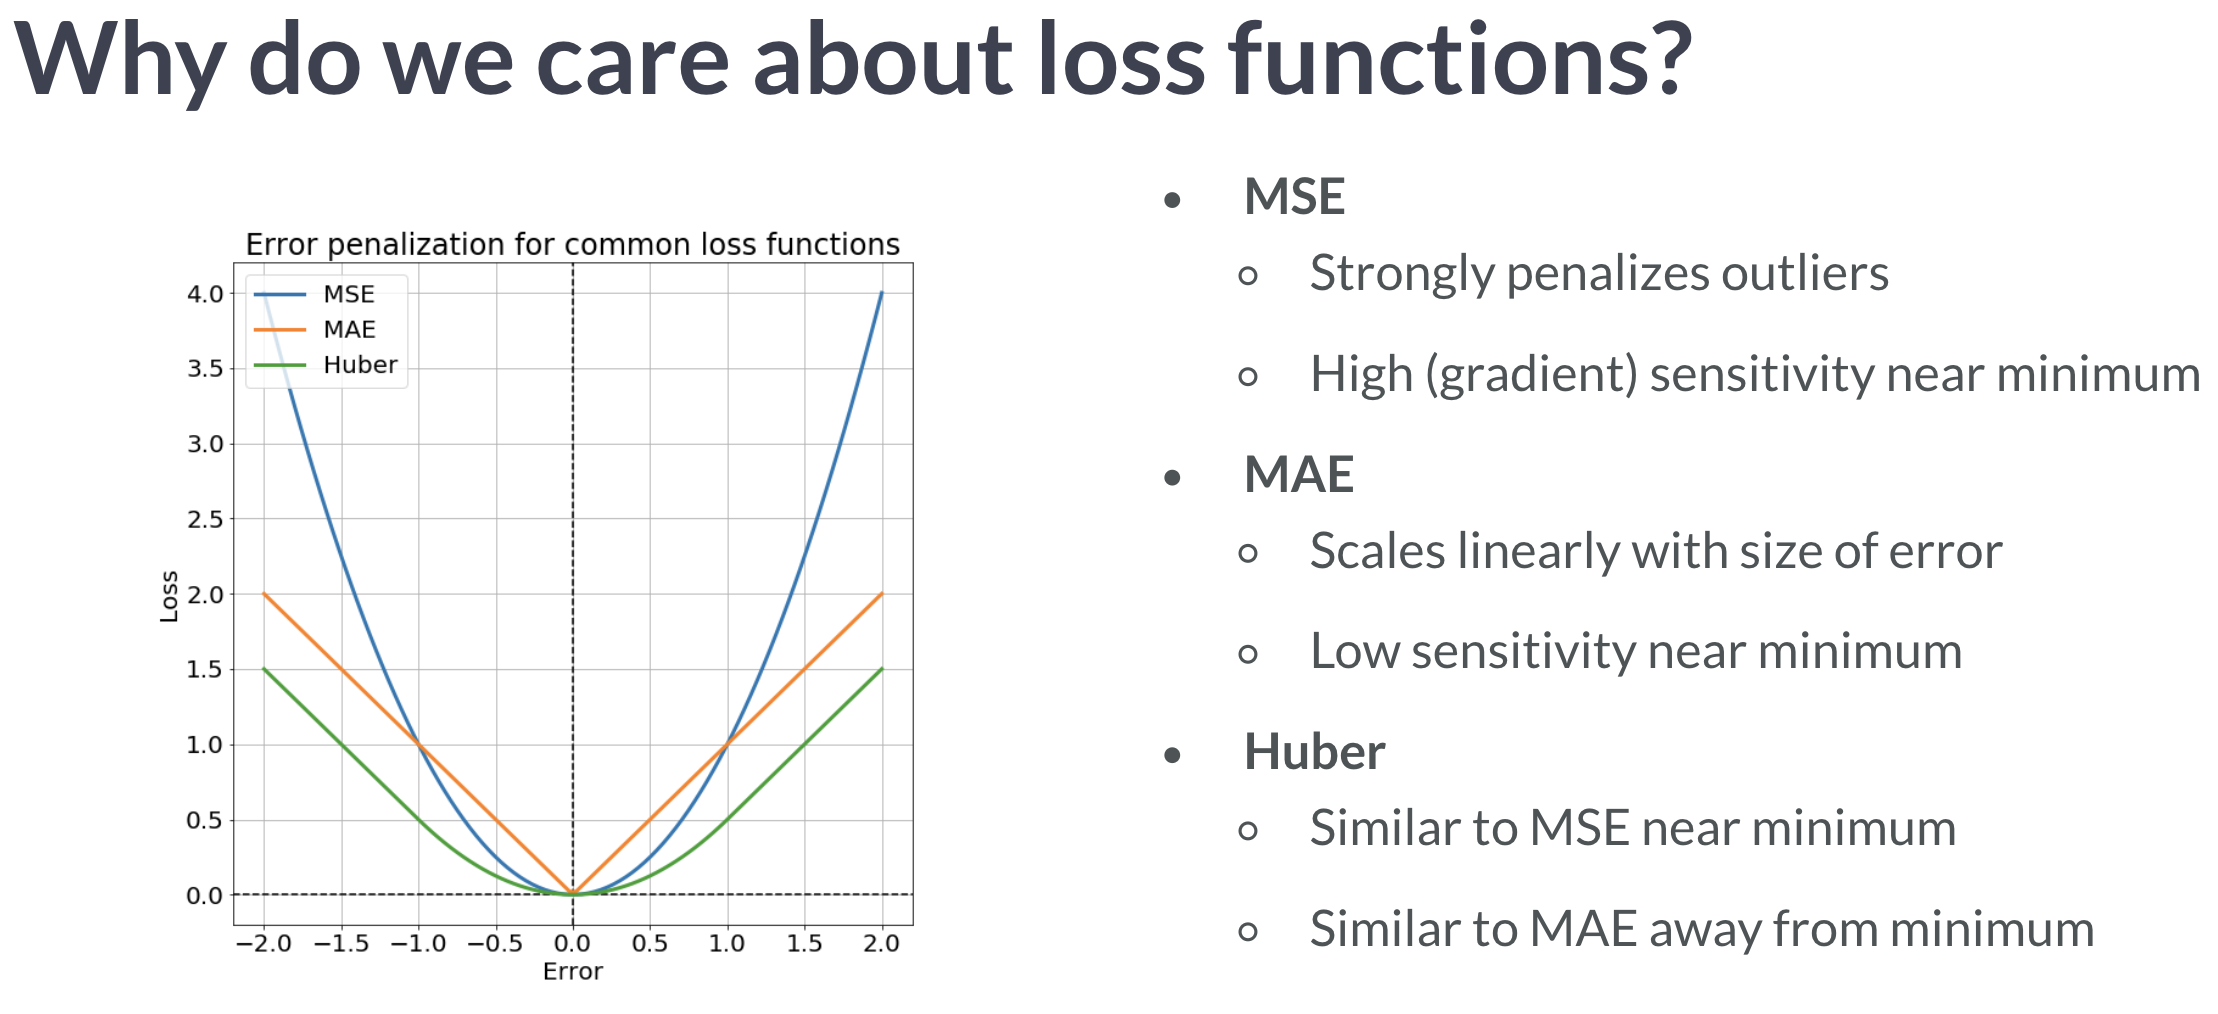 Why do we care about loss functions?
Error penalization for common loss functions
MSE
MAE
Huber
4.0
3.5
3.0
2.5
2.0
1.5
1.0
0.5
0.0
Loss
−2.0 −1.5 −1.0 −0.5 0.0 0.5 1.0 1.5 2.0
Error
• MSE
○ Strongly penalizes outliers
○ High (gradient) sensitivity near minimum
• MAE
○ Scales linearly with size of error
○ Low sensitivity near minimum
• Huber
○ Similar to MSE near minimum
○ Similar to MAE away from minimum